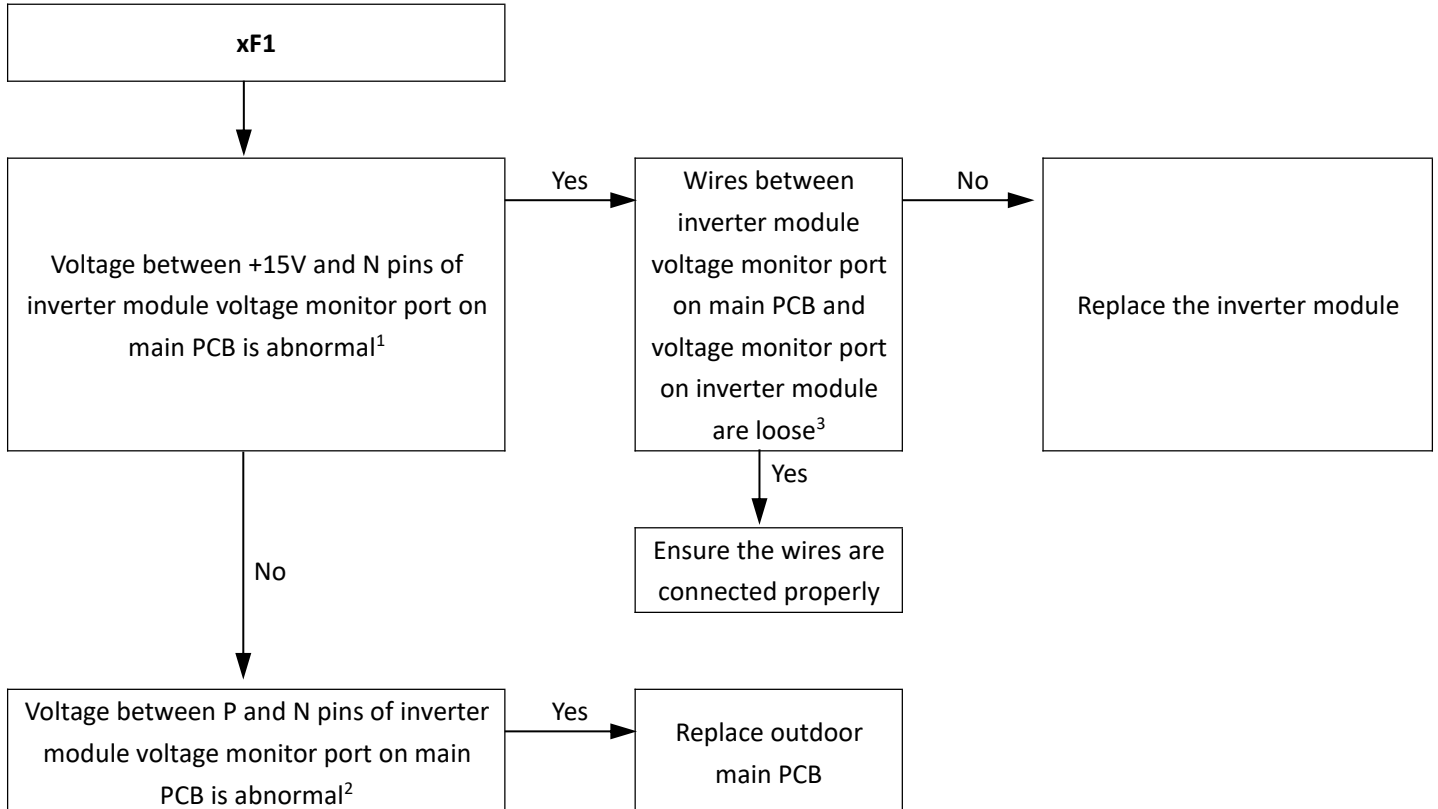 xF1
Voltage between +15V and N pins of
inverter module voltage monitor port on
main PCB is abnormal¹
Yes
Wires between
inverter module
voltage monitor port
on main PCB and
voltage monitor port
on inverter module
are loose³
No
Replace the inverter module
Yes
Ensure the wires are
connected properly
No
Voltage between P and N pins of inverter
module voltage monitor port on main
PCB is abnormal²
Yes
Replace outdoor
main PCB